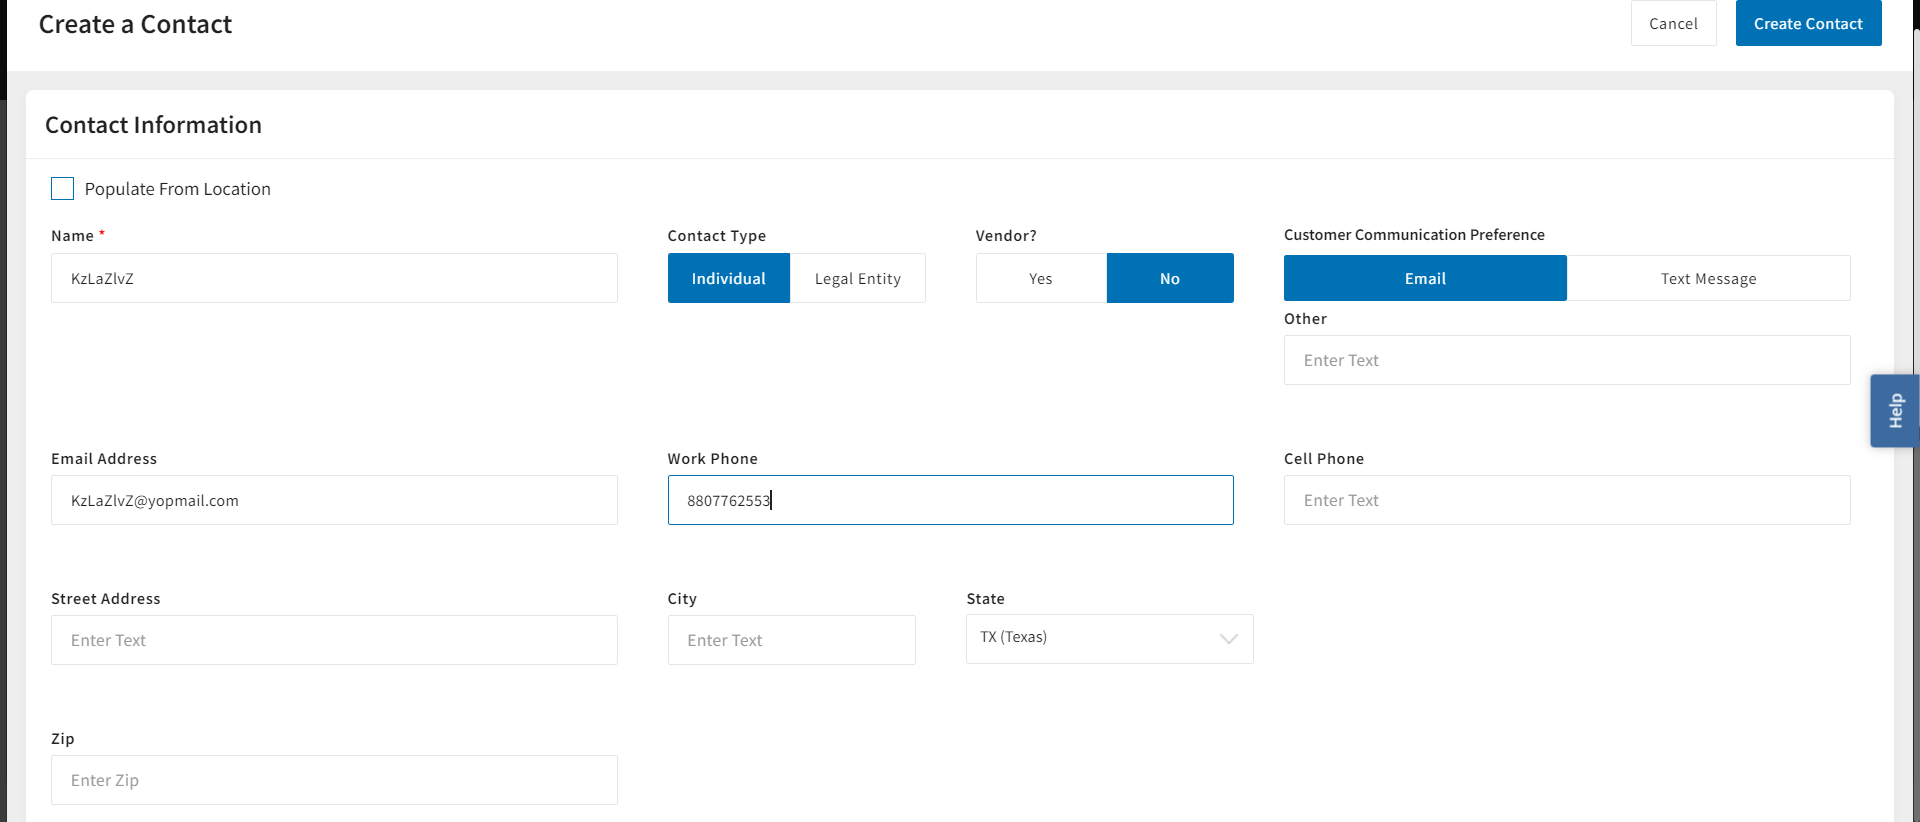 Create a Contact
Cancel
Create Contact
Contact Information
Populate From Location
Name *
KzLaZlvZ
Contact Type
Individual
Legal Entity
Vendor?
Yes
No
Customer Communication Preference
Email
Text Message
Other
Enter Text
Help
Email Address
KzLaZlvZ@yopmail.com
Work Phone
8807762553
Cell Phone
Enter Text
Street Address
Enter Text
City
Enter Text
State
TX (Texas)
Zip
Enter Zip